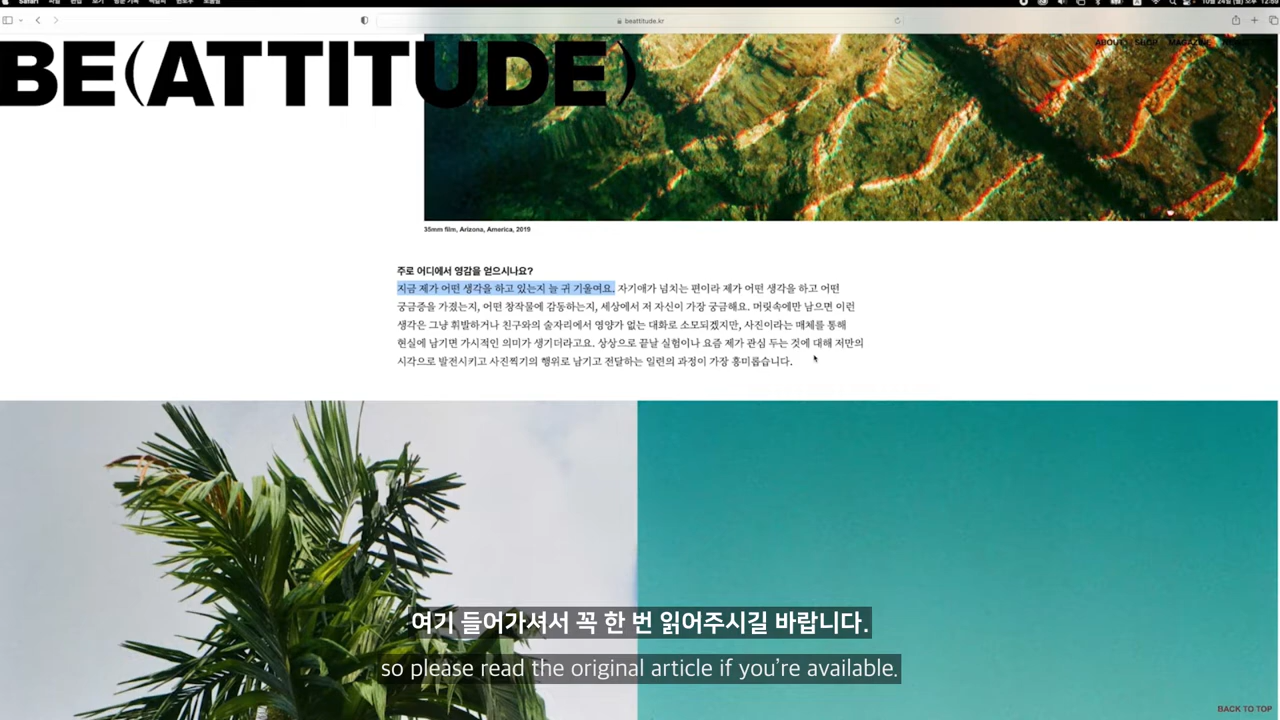 Safari 파일 편집 보기
beattitude.kr
BE(ATTITUDE)
ABOUT SHOP MAGAZINE
35mm film, Arizona, America, 2019
주로 어디에서 영감을 얻으시나요?
지금 제가 어떤 생각을 하고 있는지 늘 귀 기울여요. 자기애가 넘치는 편이라 제가 어떤 생각을 하고 어떤
궁금증을 가졌는지, 어떤 창작물에 감동하는지, 세상에서 저 자신이 가장 궁금해요. 머릿속에만 남으면 이런
생각은 그냥 휘발하거나 친구와의 술자리에서 영양가 없는 대화로 소모되겠지만, 사진이라는 매체를 통해
현실에 남기면 가시적인 의미가 생기더라고요. 상상으로 끝날 실험이나 요즘 제가 관심 두는 것에 대해 저만의
시각으로 발전시키고 사진찍기의 행위로 남기고 전달하는 일련의 과정이 가장 흥미롭습니다.
여기 들어가셔서 꼭 한 번 읽어주시길 바랍니다.
so please read the original article if you’re available.
BACK TO TOP